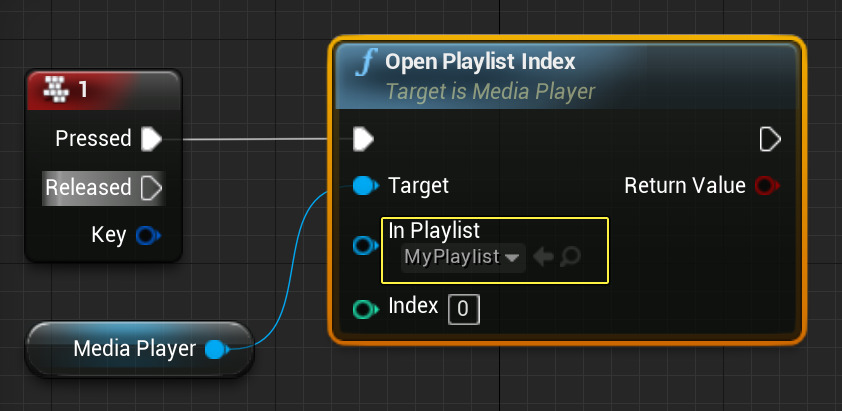 1
Pressed
Released
Key
Media Player
Open Playlist Index
Target is Media Player
Target
Return Value
In Playlist
MyPlaylist
Index 0